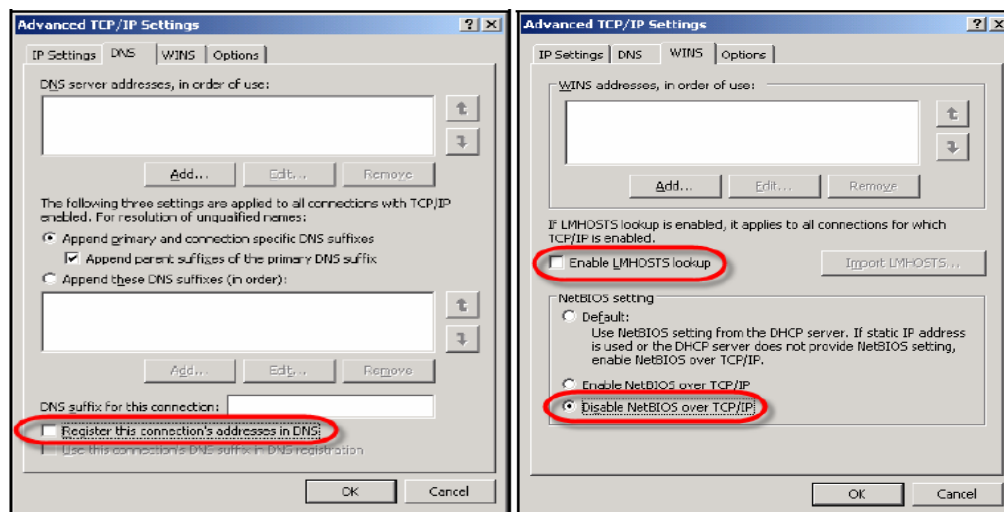 Advanced TCP/IP Settings
IP Settings DNS WINS Options
DNS server addresses, in order of use:
Add... Edit... Remove
The following three settings are applied to all connections with TCP/IP
enabled. For resolution of unqualified names:
Append primary and connection specific DNS suffixes
Append parent suffixes of the primary DNS suffix
Append these DNS suffixes (in order):
Add... Edit... Remove
DNS suffix for this connection:
Register this connection's addresses in DNS
Use this connection's DNS suffix in DNS registration
OK Cancel
Advanced TCP/IP Settings
IP Settings DNS WINS Options
WINS addresses, in order of use:
Add... Edit... Remove
If LMHOSTS lookup is enabled, it applies to all connections for which
TCP/IP is enabled.
Enable LMHOSTS lookup Import LMHOSTS...
NetBIOS setting
Default:
Use NetBIOS setting from the DHCP server. If static IP address
is used or the DHCP server does not provide NetBIOS setting,
enable NetBIOS over TCP/IP.
Enable NetBIOS over TCP/IP
Disable NetBIOS over TCP/IP
OK Cancel